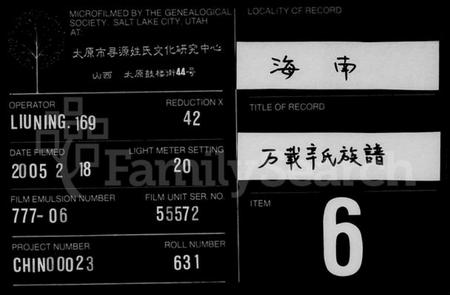 MICROFILMED BY THE GENEALOGICAL
SOCIETY. SALT LAKE CITY, UTAH
AT:
太原市寻源姓氏文化研究中心
山西 太原鼓楼街44号
OPERATOR
LIUNING. 169
REDUCTION X
42
DATE FILMED
2005 2 18
LIGHT METER SETTING
20
FILM EMULSION NUMBER
777-06
FILM UNIT SER. NO.
55572
PROJECT NUMBER
CHIN00023
ROLL NUMBER
631
LOCALITY OF RECORD
海 南
TITLE OF RECORD
万载辛氏族譜
ITEM
6
FamilySearch